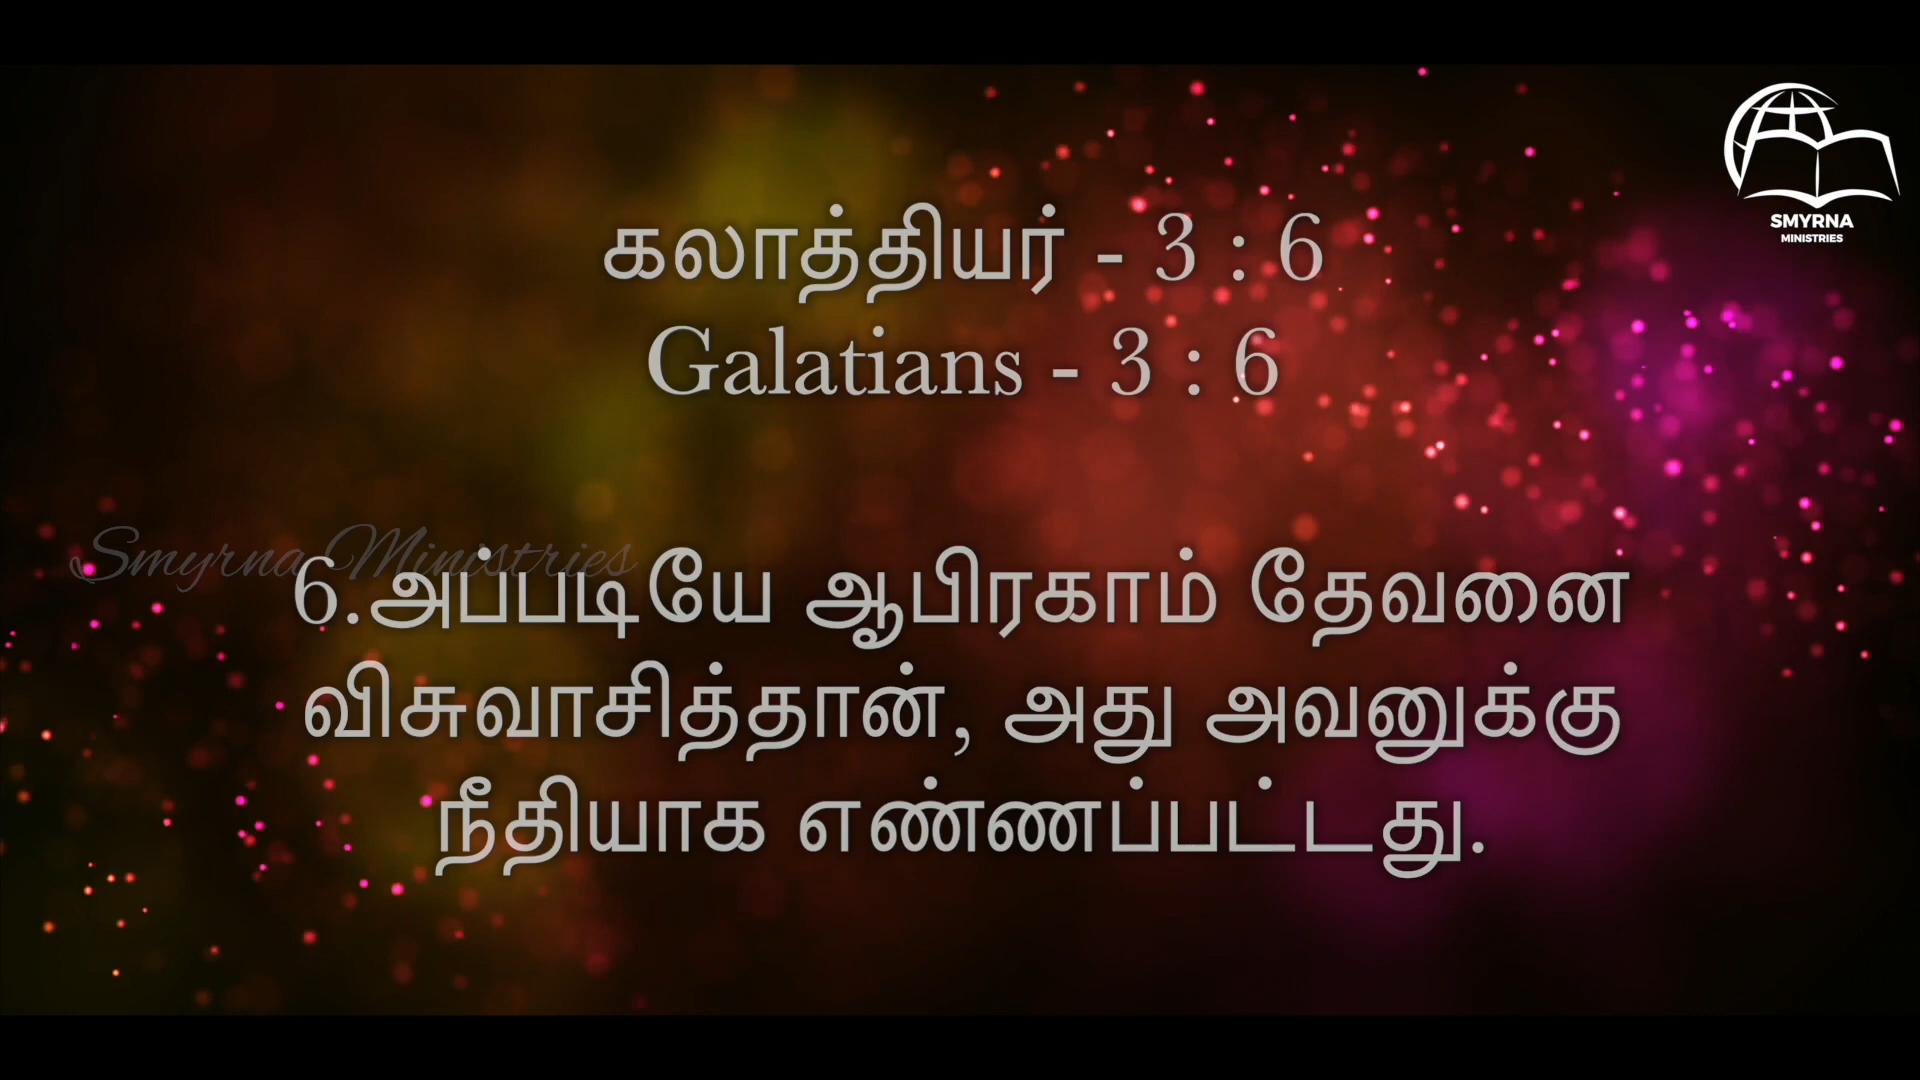 SMYRNA
MINISTRIES
கலாத்தியர் - 3 : 6
Galatians - 3 : 6
Smyrna Ministries
6.அப்படியே ஆபிரகாம் தேவனை
விசுவாசித்தான், அது அவனுக்கு
நீதியாக எண்ணப்பட்டது.